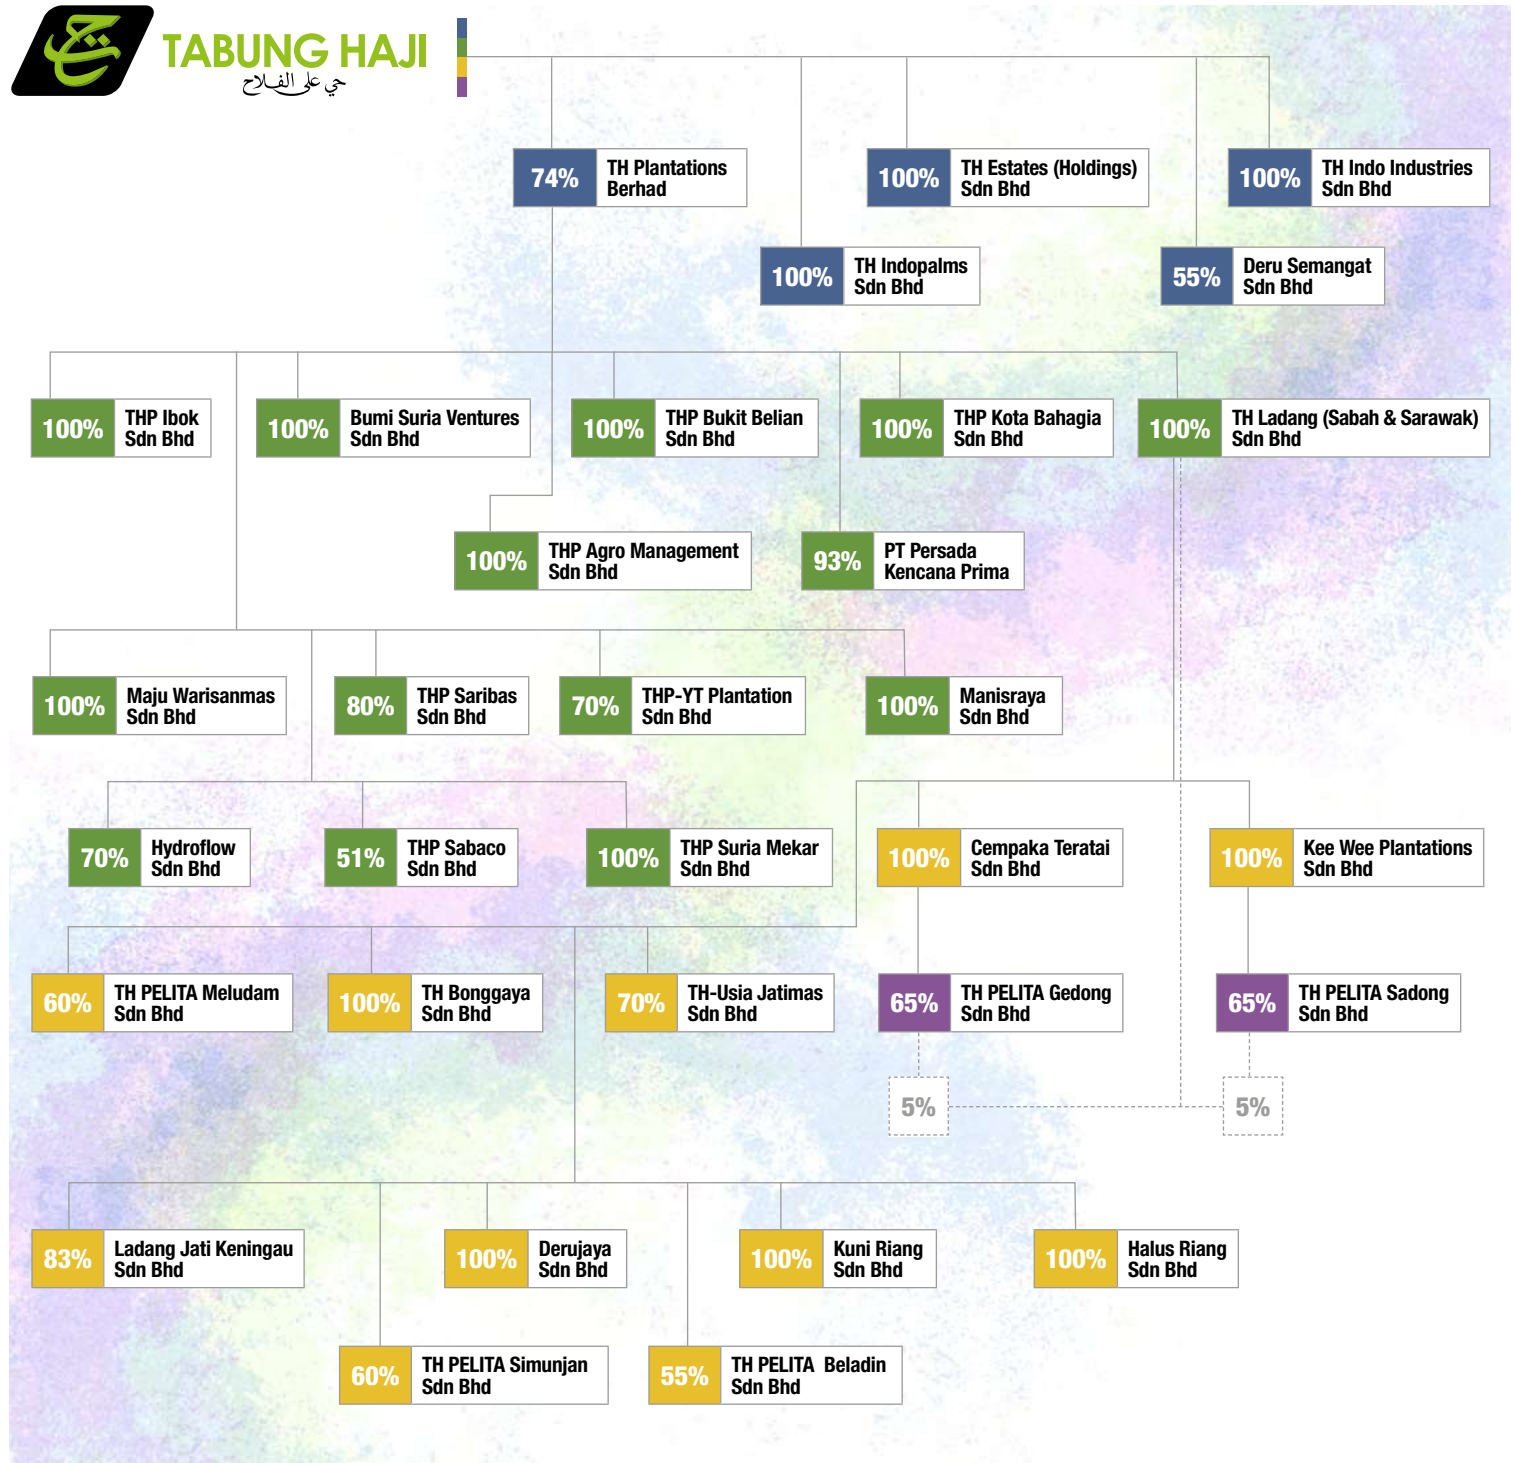 TABUNG HAJI
حي على الفلاح
74%
TH Plantations
Berhad
100%
TH Estates (Holdings)
Sdn Bhd
100%
TH Indo Industries
Sdn Bhd
100%
TH Indopalms
Sdn Bhd
55%
Deru Semangat
Sdn Bhd
100%
THP Ibok
Sdn Bhd
100%
Bumi Suria Ventures
Sdn Bhd
100%
THP Bukit Belian
Sdn Bhd
100%
THP Kota Bahagia
Sdn Bhd
100%
TH Ladang (Sabah & Sarawak)
Sdn Bhd
100%
THP Agro Management
Sdn Bhd
93%
PT Persada
Kencana Prima
100%
Maju Warisanmas
Sdn Bhd
80%
THP Saribas
Sdn Bhd
70%
THP-YT Plantation
Sdn Bhd
100%
Manisraya
Sdn Bhd
70%
Hydroflow
Sdn Bhd
51%
THP Sabaco
Sdn Bhd
100%
THP Suria Mekar
Sdn Bhd
100%
Cempaka Teratai
Sdn Bhd
100%
Kee Wee Plantations
Sdn Bhd
60%
TH PELITA Meludam
Sdn Bhd
100%
TH Bonggaya
Sdn Bhd
70%
TH-Usia Jatimas
Sdn Bhd
65%
TH PELITA Gedong
Sdn Bhd
65%
TH PELITA Sadong
Sdn Bhd
5%
5%
83%
Ladang Jati Keningau
Sdn Bhd
100%
Derujaya
Sdn Bhd
100%
Kuni Riang
Sdn Bhd
100%
Halus Riang
Sdn Bhd
60%
TH PELITA Simunjan
Sdn Bhd
55%
TH PELITA Beladin
Sdn Bhd